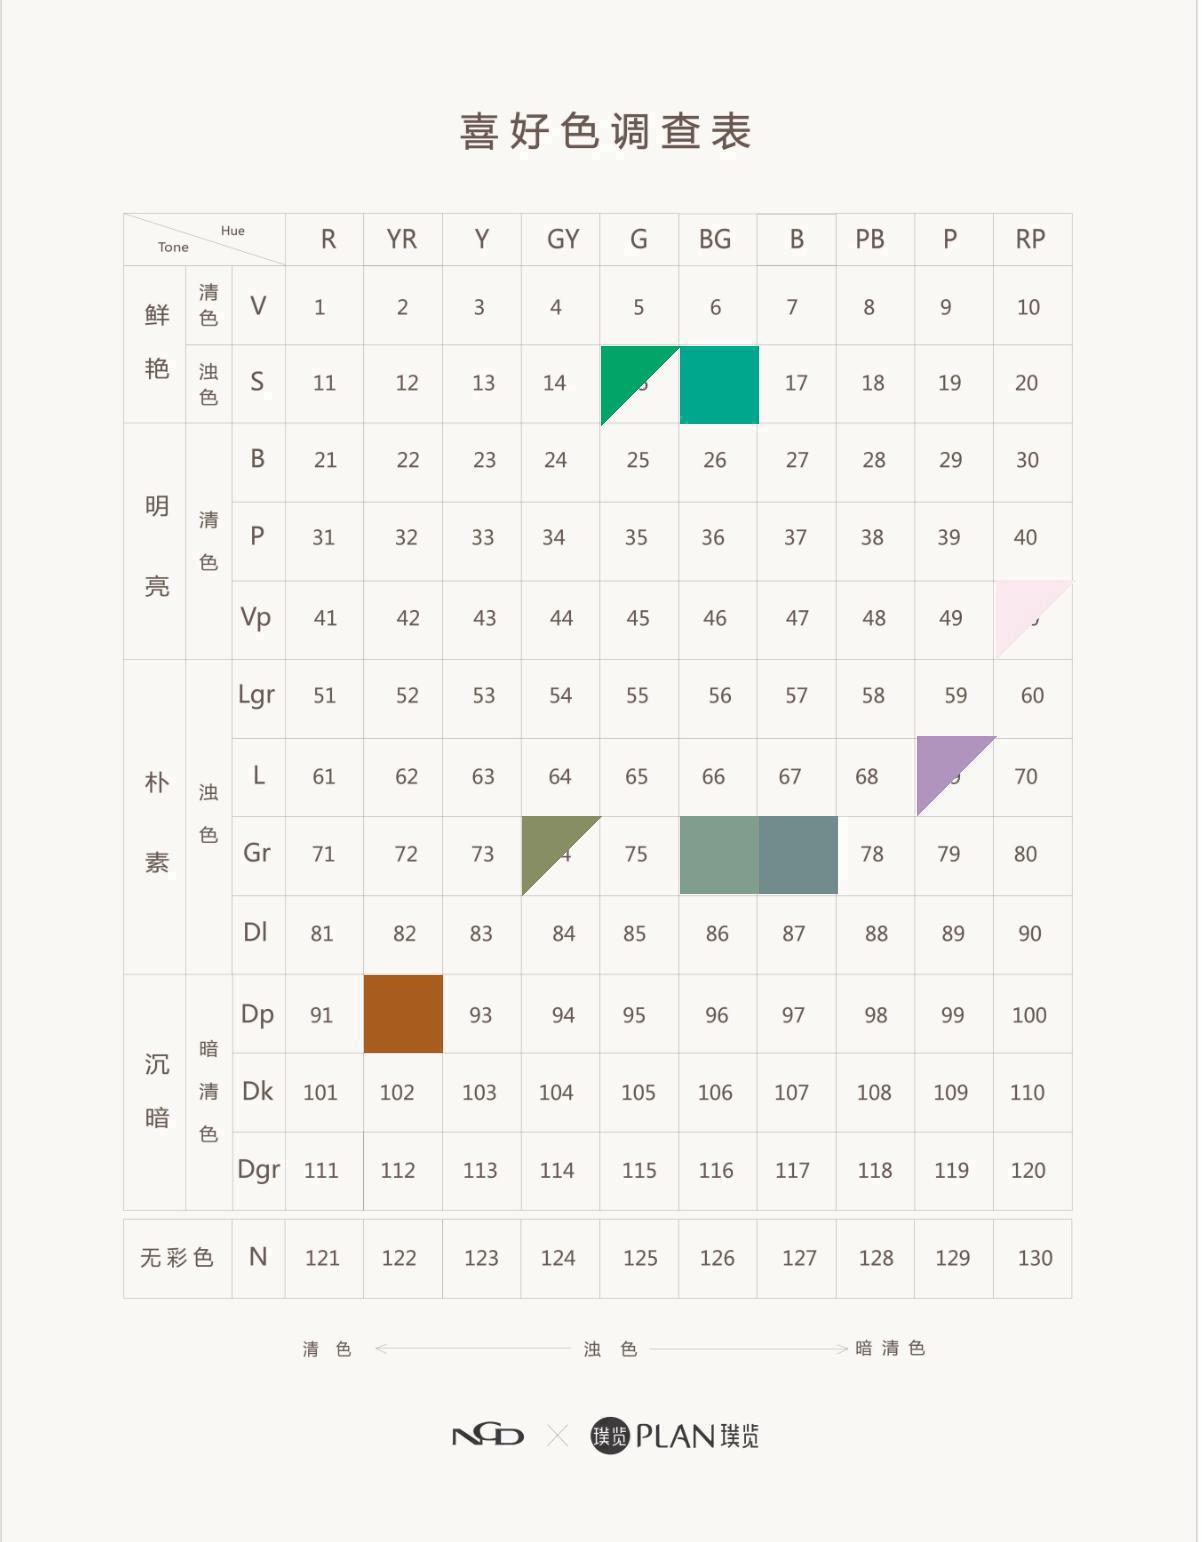 喜好色调查表
Hue
Tone
R YR Y GY G BG B PB P RP
鲜艳 清色 V 1 2 3 4 5 6 7 8 9 10
浊色 S 11 12 13 14 17 18 19 20
明亮 清色 B 21 22 23 24 25 26 27 28 29 30
P 31 32 33 34 35 36 37 38 39 40
Vp 41 42 43 44 45 46 47 48 49
朴素 浊色 Lgr 51 52 53 54 55 56 57 58 59 60
L 61 62 63 64 65 66 67 68 70
Gr 71 72 73 75 78 79 80
Dl 81 82 83 84 85 86 87 88 89 90
沉暗 暗清色 Dp 91 93 94 95 96 97 98 99 100
Dk 101 102 103 104 105 106 107 108 109 110
Dgr 111 112 113 114 115 116 117 118 119 120
无彩色 N 121 122 123 124 125 126 127 128 129 130
清色 浊色 暗清色
NCD 璞览 PLAN璞览